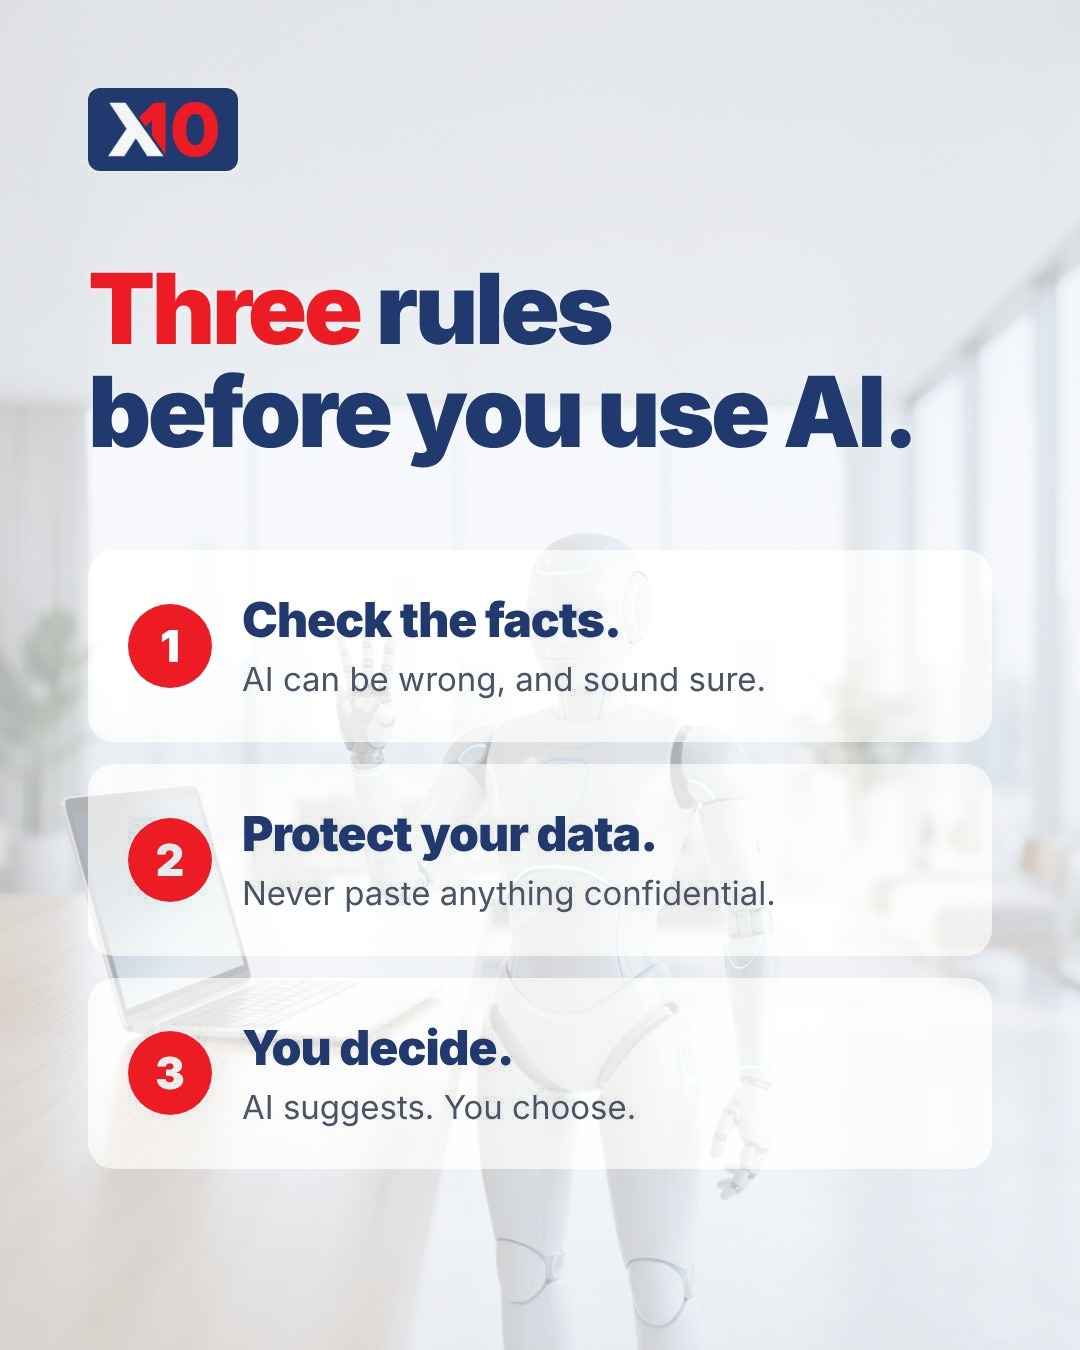 X10
Three rules
before you use AI.
1
Check the facts.
AI can be wrong, and sound sure.
2
Protect your data.
Never paste anything confidential.
3
You decide.
AI suggests. You choose.